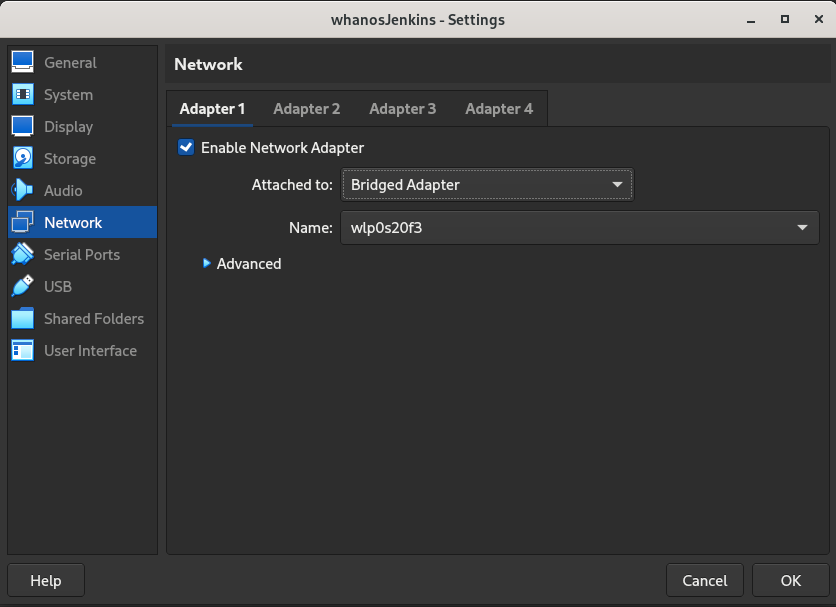 whanosJenkins - Settings
General
System
Display
Storage
Audio
Network
Serial Ports
USB
Shared Folders
User Interface
Network
Adapter 1 Adapter 2 Adapter 3 Adapter 4
Enable Network Adapter
Attached to: Bridged Adapter
Name: wlp0s20f3
Advanced
Help Cancel OK